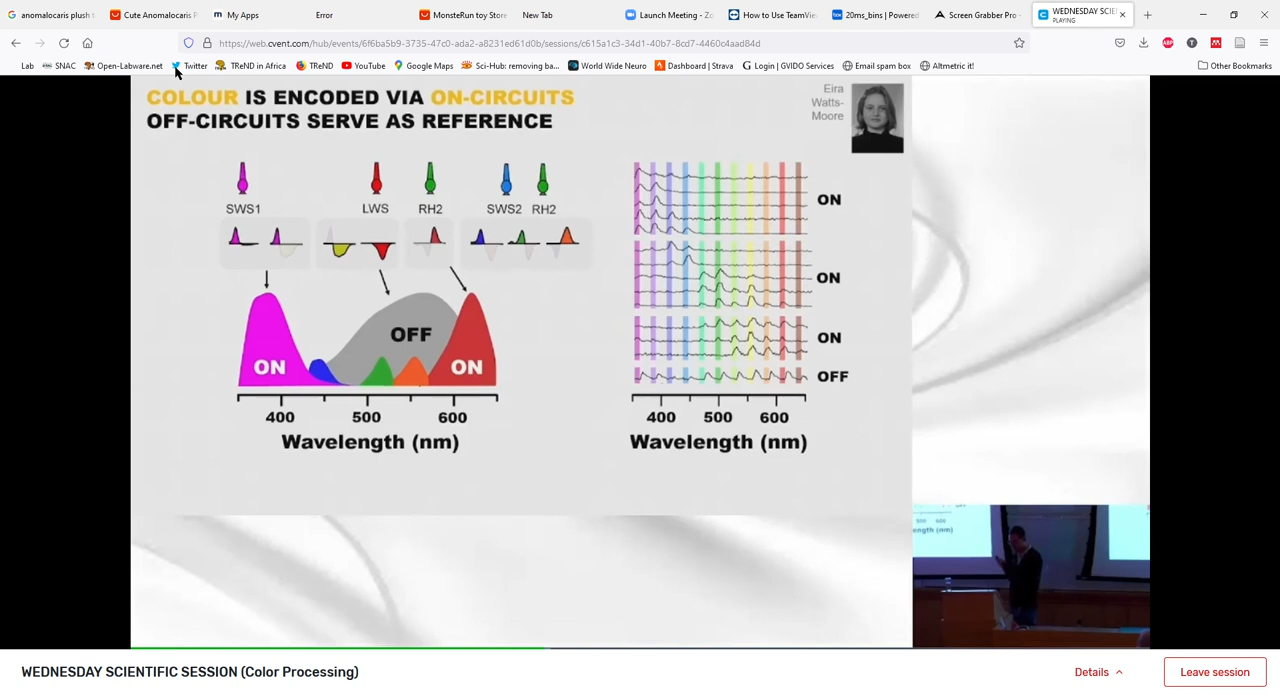 anomalocaris plush t
Cute Anomalocaris P
My Apps
Error
MonsteRun toy Store
New Tab
Launch Meeting - Zo
How to Use TeamVie
20ms_bins | Powered
Screen Grabber Pro -
WEDNESDAY SCIE
PLAYING
https://web.cvent.com/hub/events/6f6ba5b9-3735-47c0-ada2-a8231ed61d0b/sessions/c615a1c3-34d1-40b7-8cd7-4460c4aad84d
Lab
SNAC
Open-Labware.net
Twitter
TReND in Africa
TReND
YouTube
Google Maps
Sci-Hub: removing ba...
World Wide Neuro
Dashboard | Strava
Login | GVIDO Services
Email spam box
Altmetric it!
Other Bookmarks
COLOUR IS ENCODED VIA ON-CIRCUITS
OFF-CIRCUITS SERVE AS REFERENCE
Eira
Watts-
Moore
SWS1
LWS
RH2
SWS2
RH2
ON
OFF
ON
400
500
600
Wavelength (nm)
ON
ON
ON
OFF
400
500
600
Wavelength (nm)
500
600
ength (nm)
WEDNESDAY SCIENTIFIC SESSION (Color Processing)
Details
Leave session